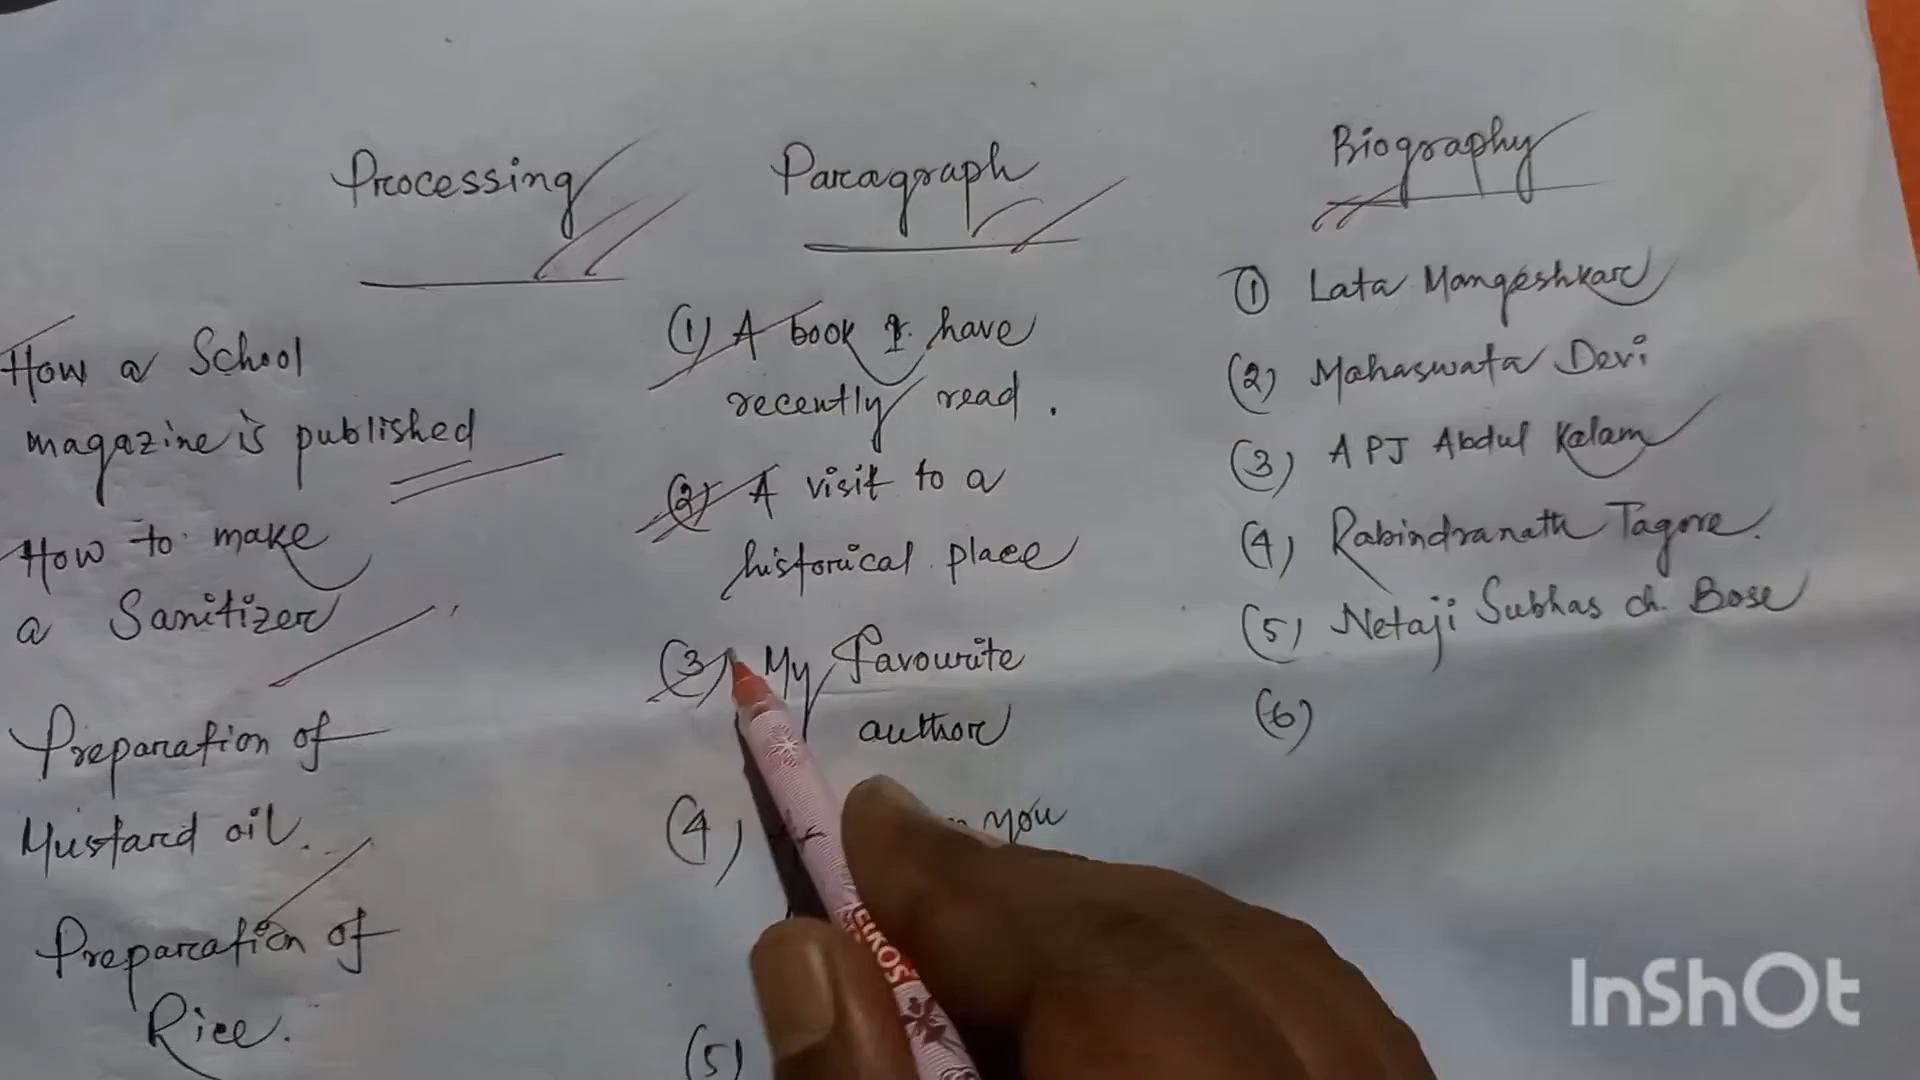 Processing
How a School
magazine is published
How to make
a Sanitizer
Preparation of
Mustard oil.
Preparation of
Rice.
Paragraph
(1) A book I have
recently read.
(2) A visit to a
historical place
(3) My favourite
author
(4) you
(5)
Biography
(1) Lata Mangeshkar
(2) Mahaswata Devi
(3) APJ Abdul Kalam
(4) Rabindranath Tagore.
(5) Netaji Subhas ch. Bose
(6)
EIKOS
InShOt